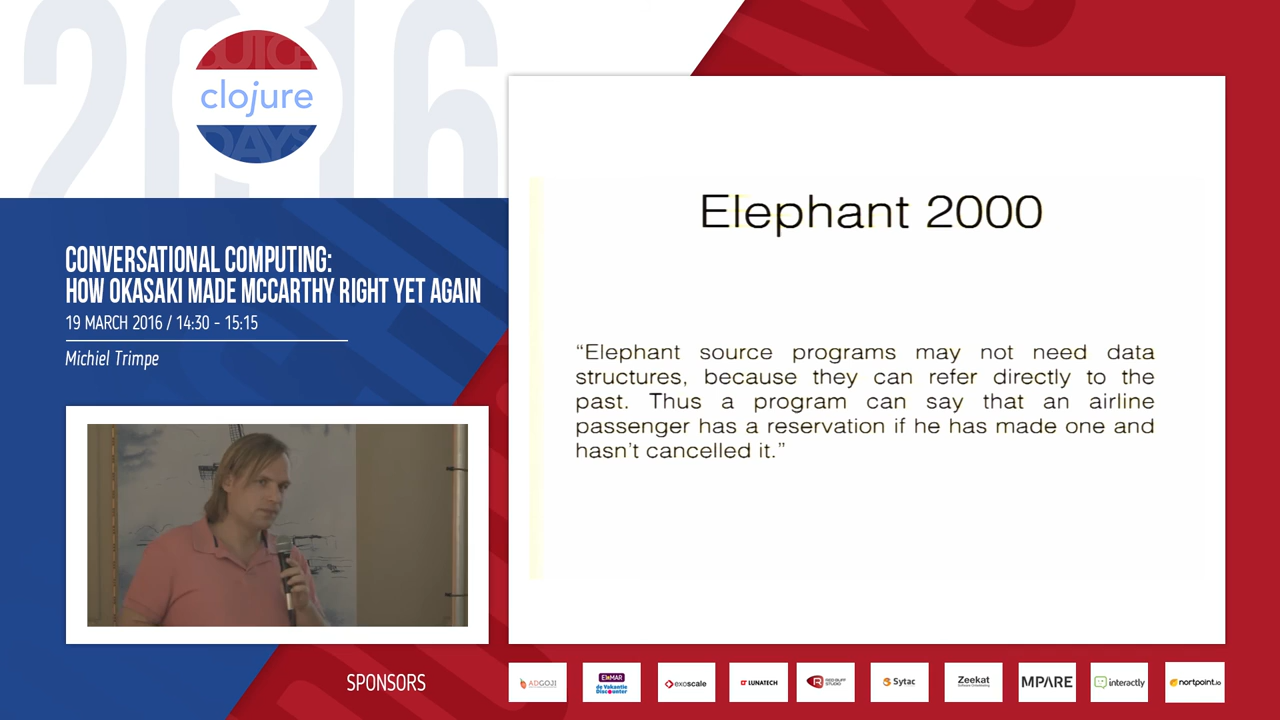 2016
DUTCH
clojure
DAYS
CONVERSATIONAL COMPUTING:
HOW OKASAKI MADE MCCARTHY RIGHT YET AGAIN
19 MARCH 2016 / 14:30 - 15:15
Michiel Trimpe
Elephant 2000
“Elephant source programs may not need data
structures, because they can refer directly to the
past. Thus a program can say that an airline
passenger has a reservation if he has made one and
hasn’t cancelled it.”
SPONSORS
ADGOJI
ElMAR
de Vakantie
Discounter
exoscale
LUNATECH
Sytac
Zeekat
MPARE
interactly
nortpoint.io